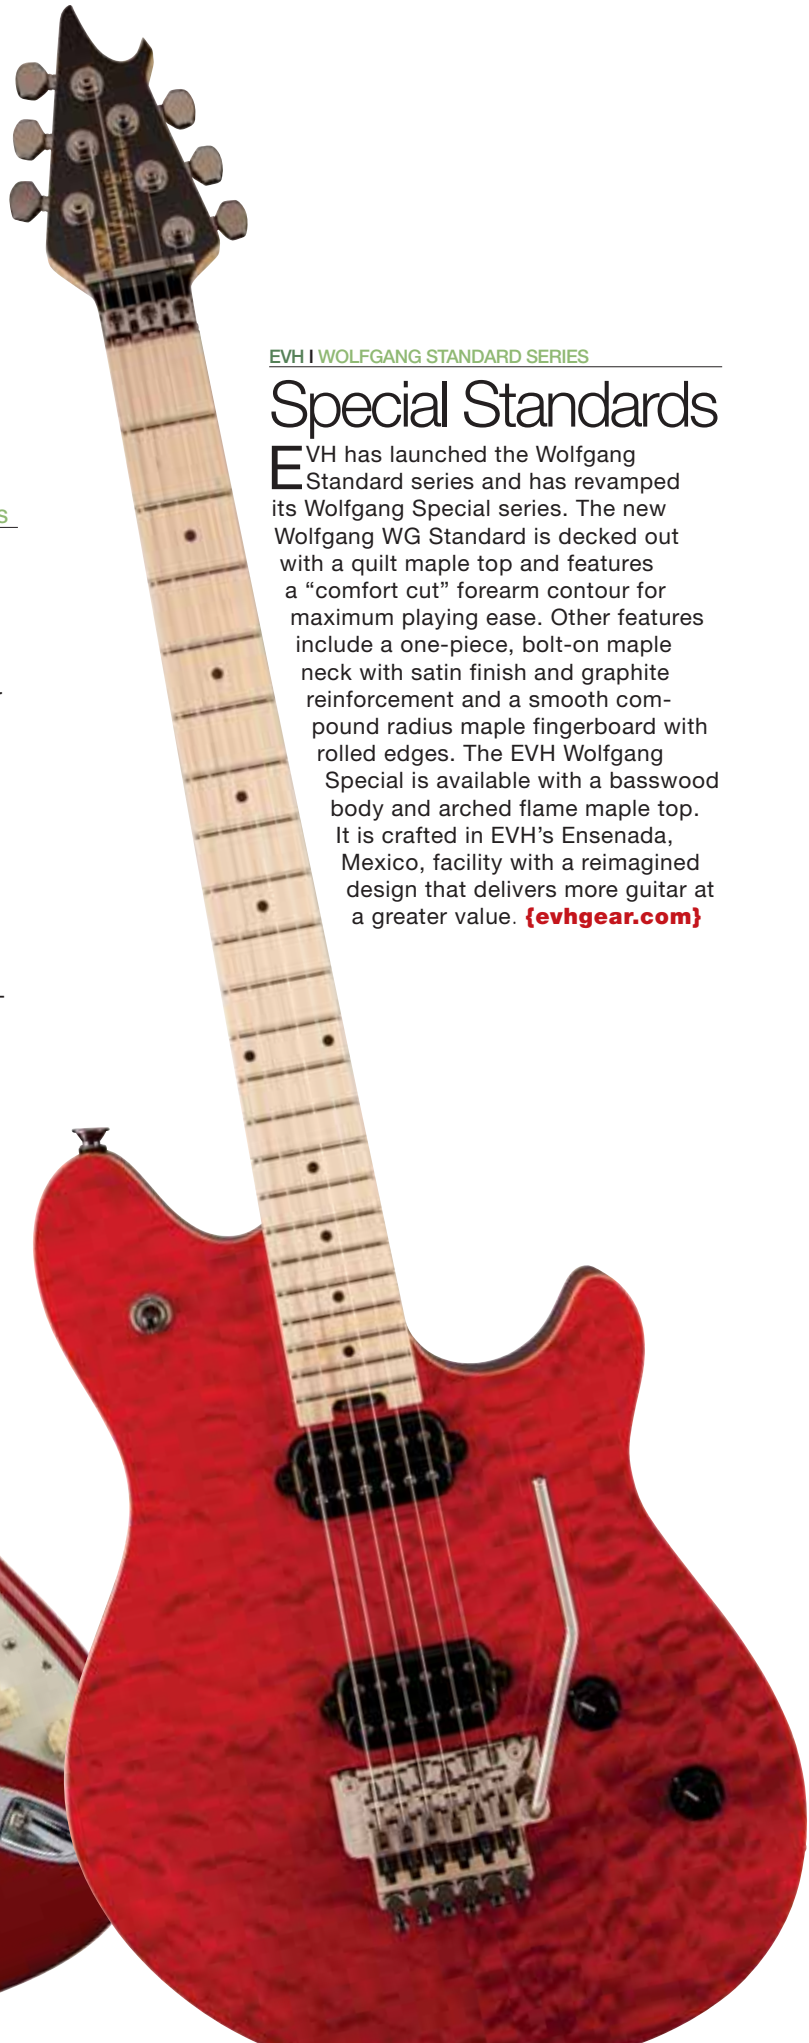 EVH
wolfgang
STANDARD
EVH I WOLFGANG STANDARD SERIES
Special Standards
EVH has launched the Wolfgang
Standard series and has revamped
its Wolfgang Special series. The new
Wolfgang WG Standard is decked out
with a quilt maple top and features
a “comfort cut” forearm contour for
maximum playing ease. Other features
include a one-piece, bolt-on maple
neck with satin finish and graphite
reinforcement and a smooth com-
pound radius maple fingerboard with
rolled edges. The EVH Wolfgang
Special is available with a basswood
body and arched flame maple top.
It is crafted in EVH’s Ensenada,
Mexico, facility with a reimagined
design that delivers more guitar at
a greater value. {evhgear.com}
S